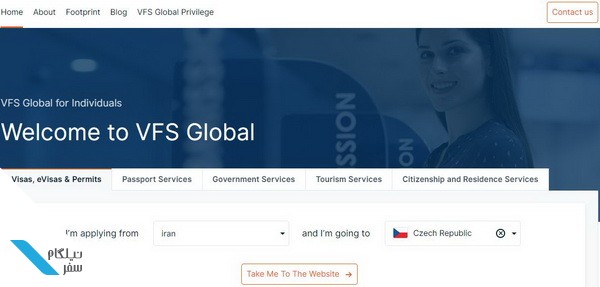 Home About Footprint Blog VFS Global Privilege Contact us
VFS Global for Individuals
Welcome to VFS Global
SSION
Visas, eVisas & Permits Passport Services Government Services Tourism Services Citizenship and Residence Services
I'm applying from iran and I'm going to Czech Republic
نیلگام
سفر
Take Me To The Website →